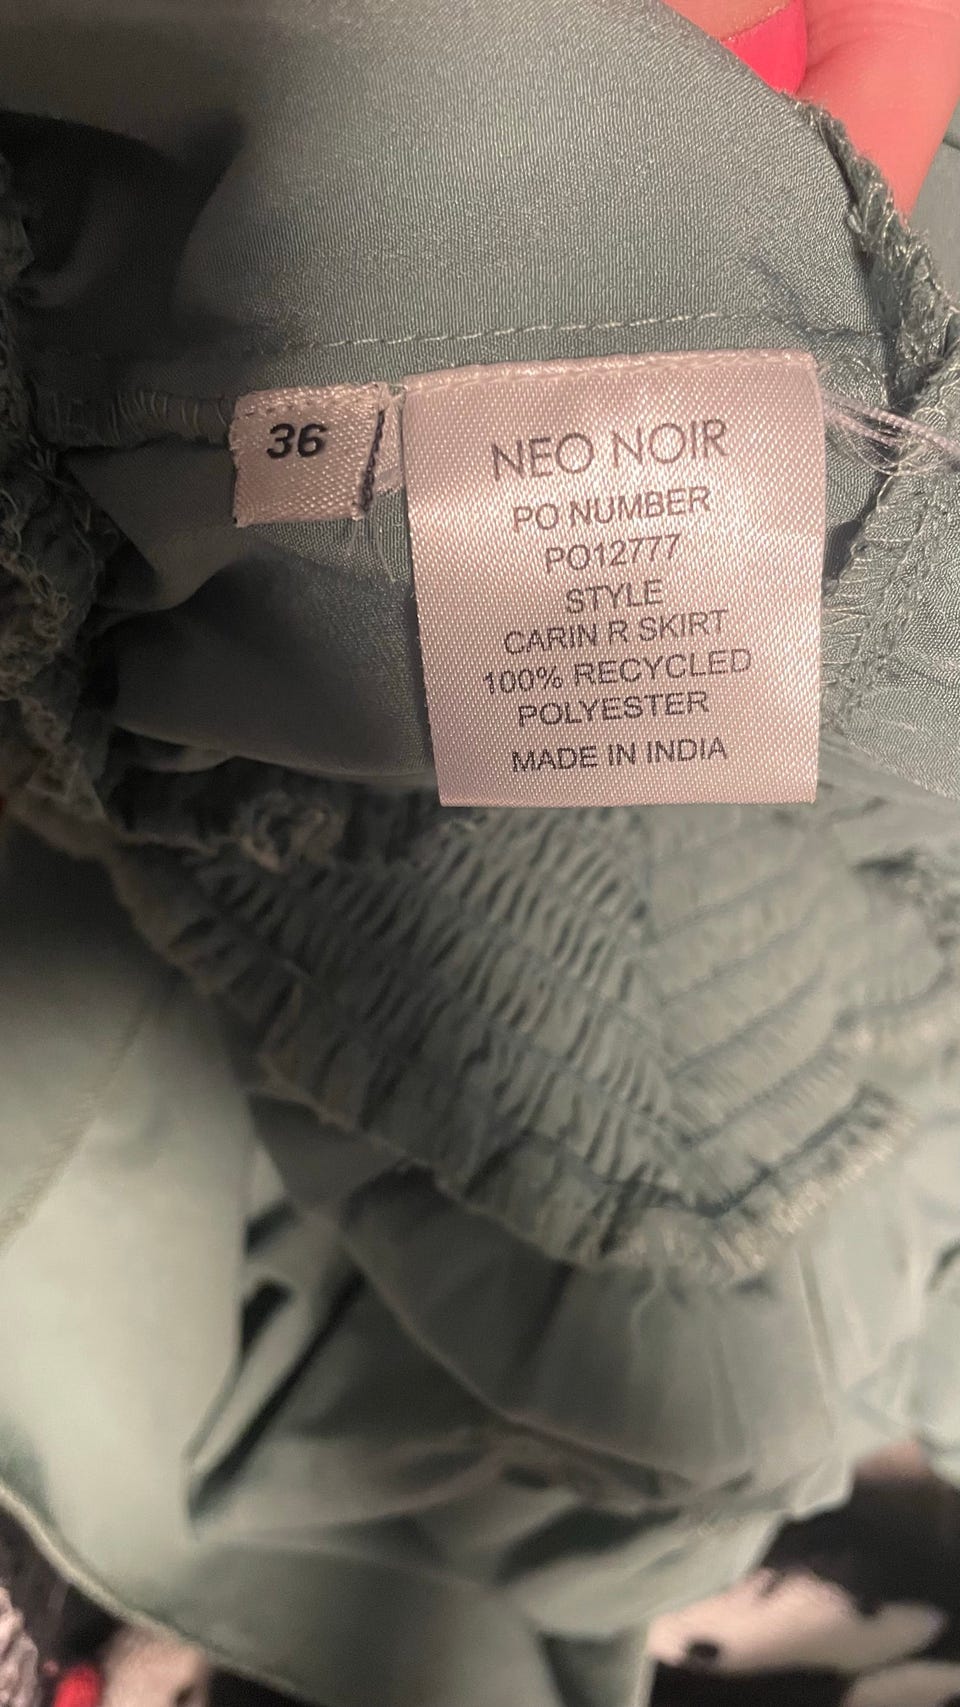 36
NEO NOIR
PO NUMBER
PO12777
STYLE
CARIN R SKIRT
100% RECYCLED
POLYESTER
MADE IN INDIA